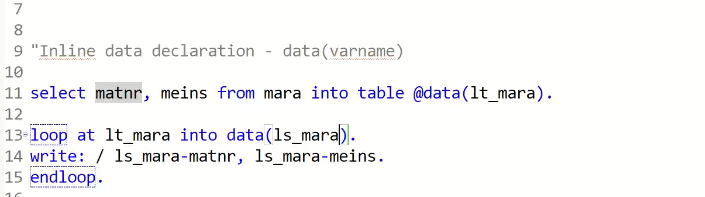 7
8
9 "Inline data declaration - data(varname)
10
11 select matnr, meins from mara into table @data(lt_mara).
12
13 loop at lt_mara into data(ls_mara).
14 write: / ls_mara-matnr, ls_mara-meins.
15 endloop.